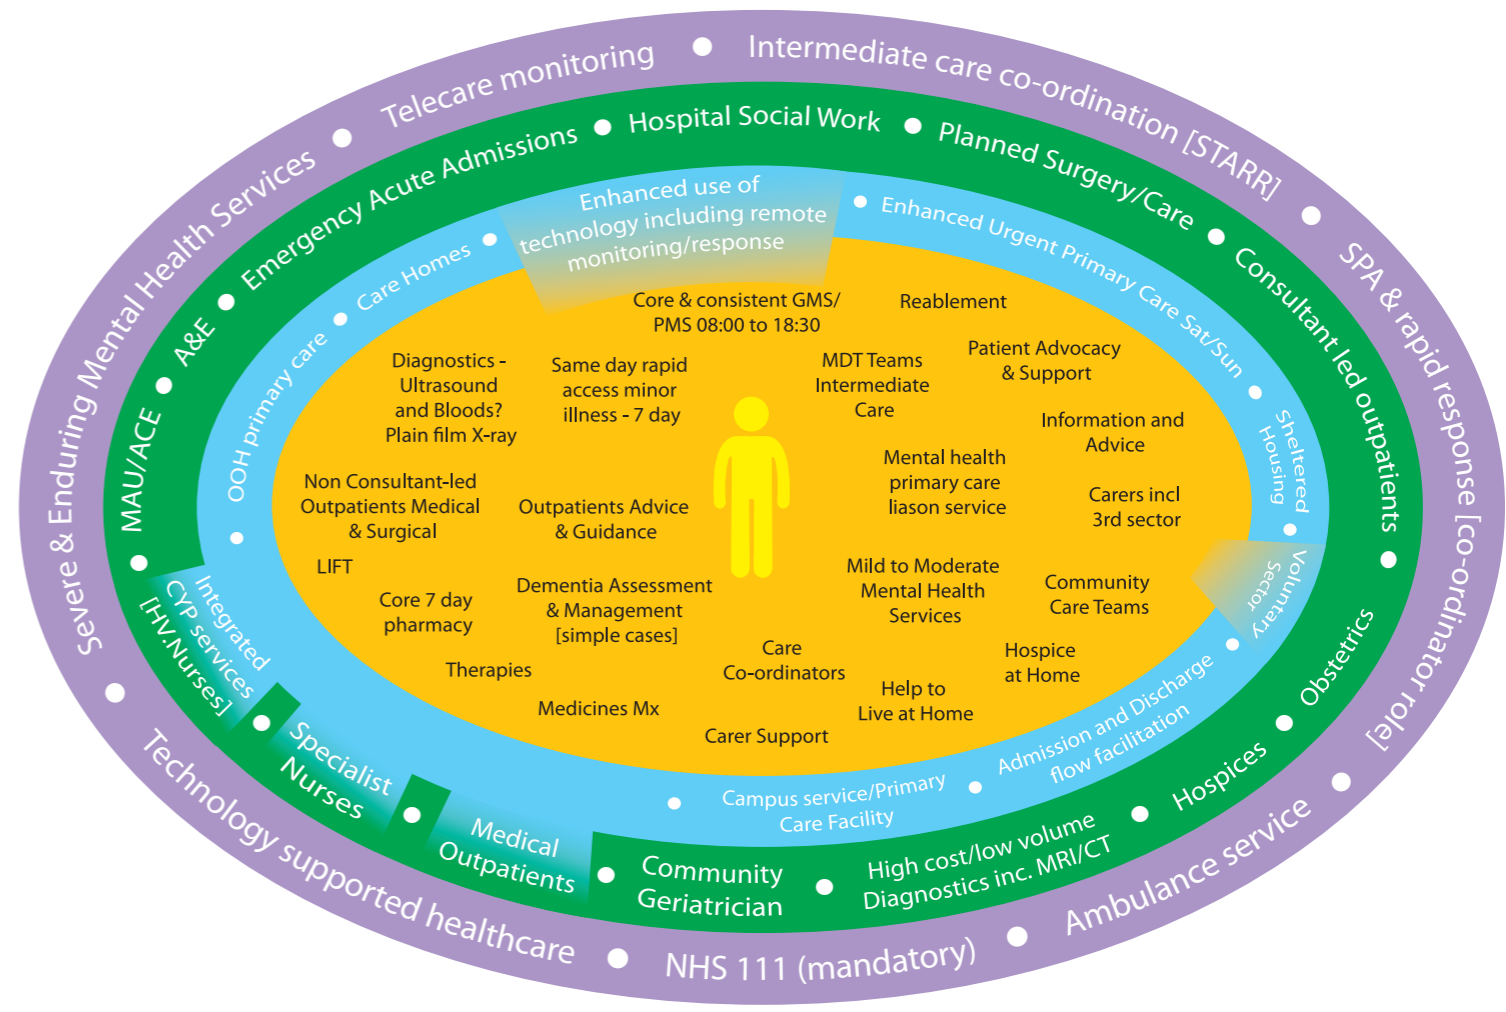 Telecare monitoring
Intermediate care co-ordination [STARR]
SPA & rapid response [co-ordinator role]
Ambulance service
NHS 111 (mandatory)
Technology supported healthcare
Severe & Enduring Mental Health Services
Hospital Social Work
Planned Surgery/Care
Consultant led outpatients
Obstetrics
Hospices
High cost/low volume
Diagnostics inc. MRI/CT
Community
Geriatrician
Medical
Outpatients
Specialist
Nurses
Integrated
CYP services
[HV.Nurses]
MAU/ACE
A&E
Emergency Acute Admissions
Enhanced use of
technology including remote
monitoring/response
Enhanced Urgent Primary Care Sat/Sun
Sheltered
Housing
Voluntary
Sector
Admission and Discharge
flow facilitation
Campus service/Primary
Care Facility
OOH primary care
Care Homes
Core & consistent GMS/
PMS 08:00 to 18:30
Reablement
Diagnostics -
Ultrasound
and Bloods?
Plain film X-ray
Same day rapid
access minor
illness - 7 day
MDT Teams
Intermediate
Care
Patient Advocacy
& Support
Information and
Advice
Non Consultant-led
Outpatients Medical
& Surgical
Outpatients Advice
& Guidance
Mental health
primary care
liason service
Carers incl
3rd sector
LIFT
Core 7 day
pharmacy
Dementia Assessment
& Management
[simple cases]
Mild to Moderate
Mental Health
Services
Community
Care Teams
Therapies
Care
Co-ordinators
Hospice
at Home
Medicines Mx
Help to
Live at Home
Carer Support